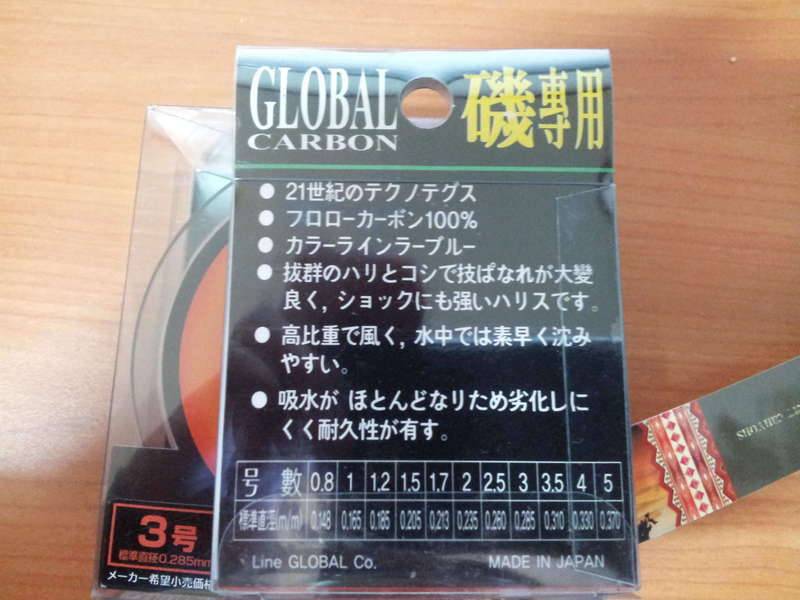 GLOBAL
CARBON
磯専用
● 21世紀のテクノテグス
● フロローカーボン100%
● カラーラインラーブルー
● 抜群のハリとコシで技ぱなれが大變
良く, ショックにも强いハリスです。
● 高比重で風く, 水中では素早く沈み
やすい。
● 吸水が ほとんどなリため劣化しに
くく耐久性が有す。
号數 0.8 1 1.2 1.5 1.7 2 2.5 3 3.5 4 5
標準直淫(m/m) 0.148 0.165 0.185 0.205 0.213 0.235 0.260 0.285 0.310 0.330 0.370
Line GLOBAL Co. MADE IN JAPAN
3号
標準直径0.285mm
メーカー希望小売価格